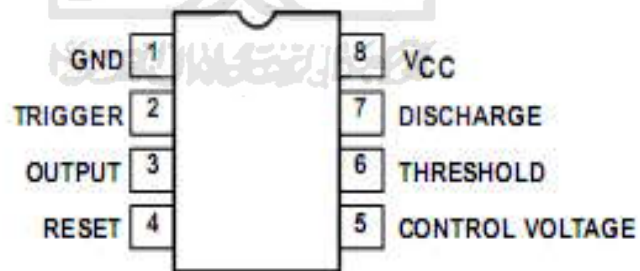 GND 1 8 VCC
TRIGGER 2 7 DISCHARGE
OUTPUT 3 6 THRESHOLD
RESET 4 5 CONTROL VOLTAGE